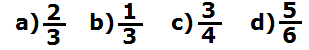 a) 2/3 b) 1/3 c) 3/4 d) 5/6